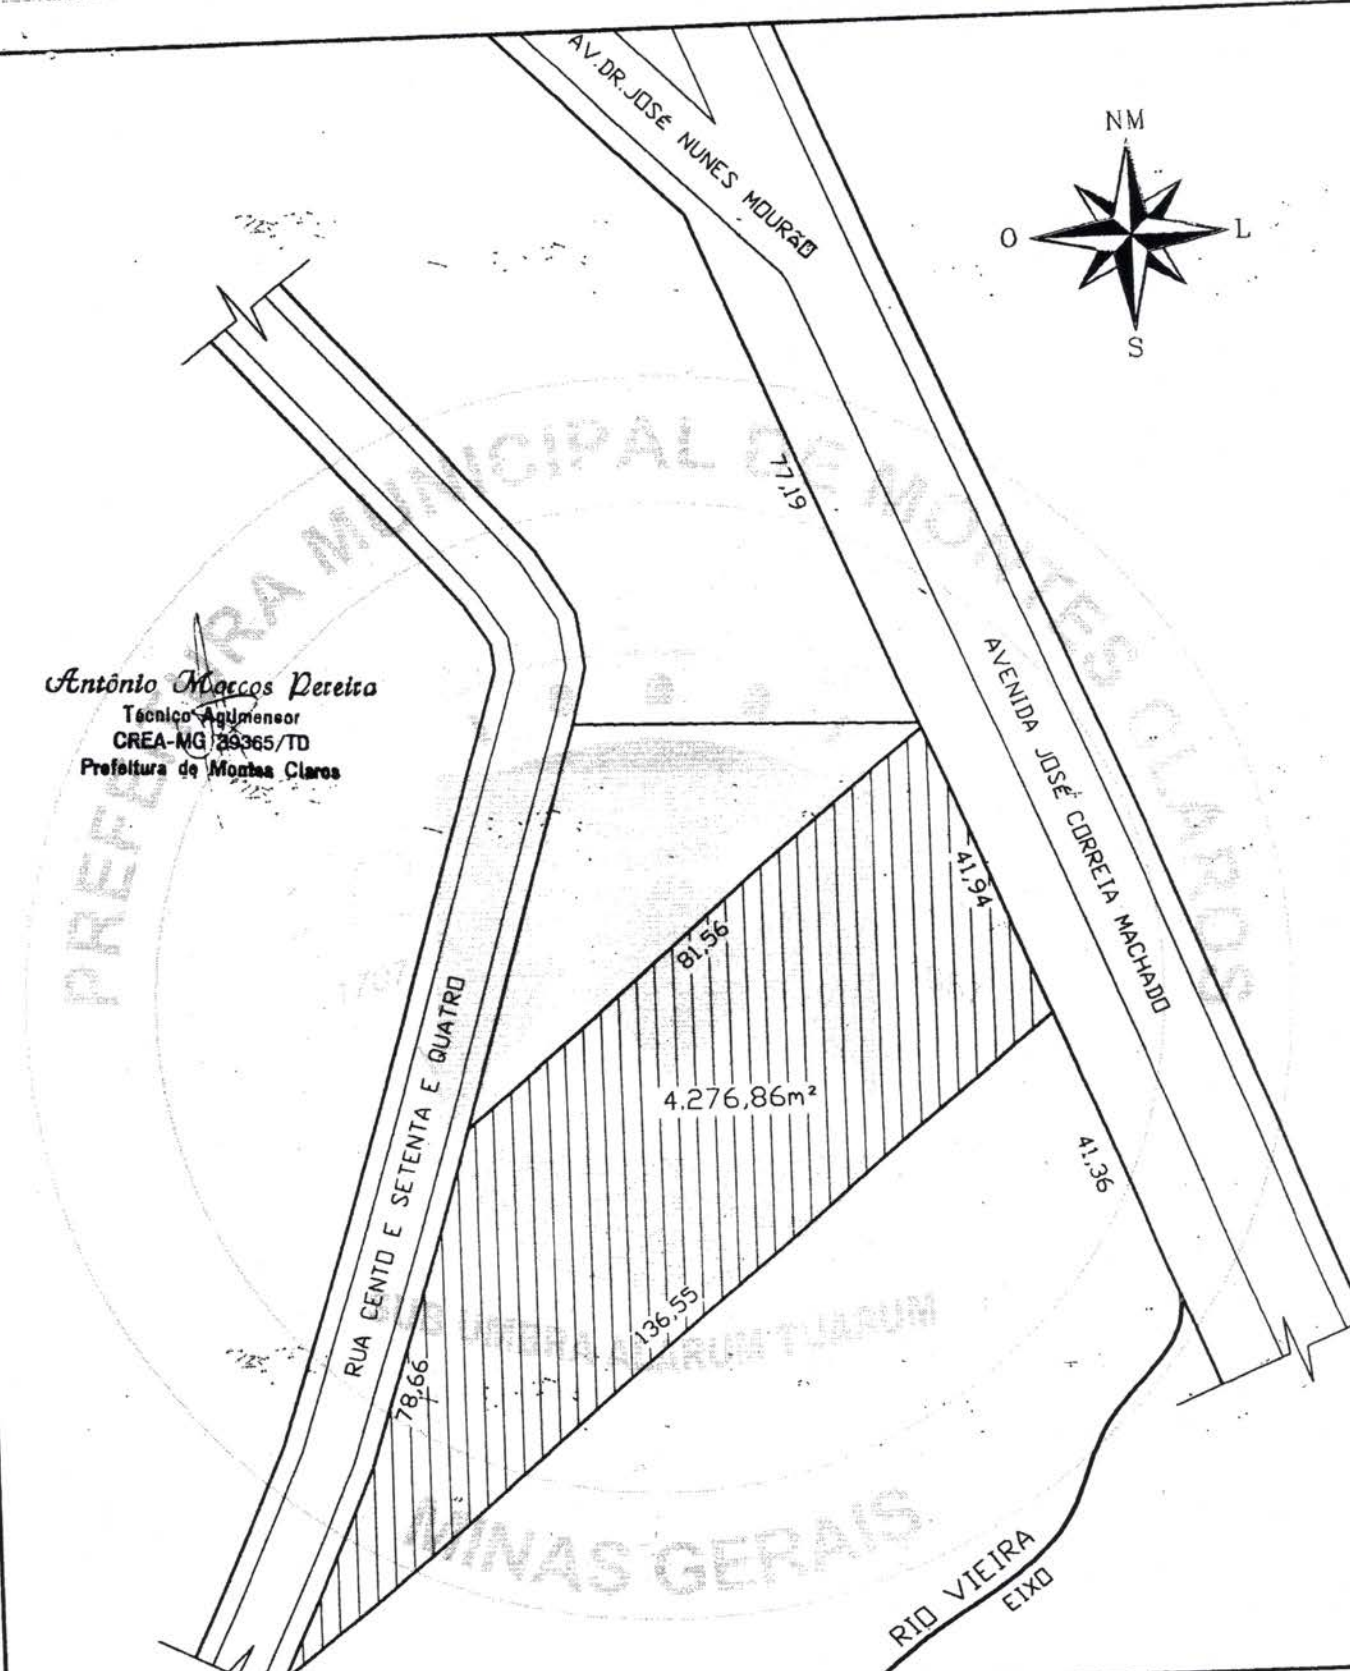 AV.DR.JOSÉ NUNES MOURÃO
NM
O
L
S
77,19
PREFEITURA MUNICIPAL DE MONTES CLAROS
Antônio Marcos Pereira
Técnico Agrimensor
CREA-MG 39365/TD
Prefeitura de Montes Claros
AVENIDA JOSÉ CORREIA MACHADO
41,94
81,56
RUA CENTO E SETENTA E QUATRO
4.276,86m²
41,36
136,55
78,66
MINAS GERAIS
RIO VIEIRA
EIXO